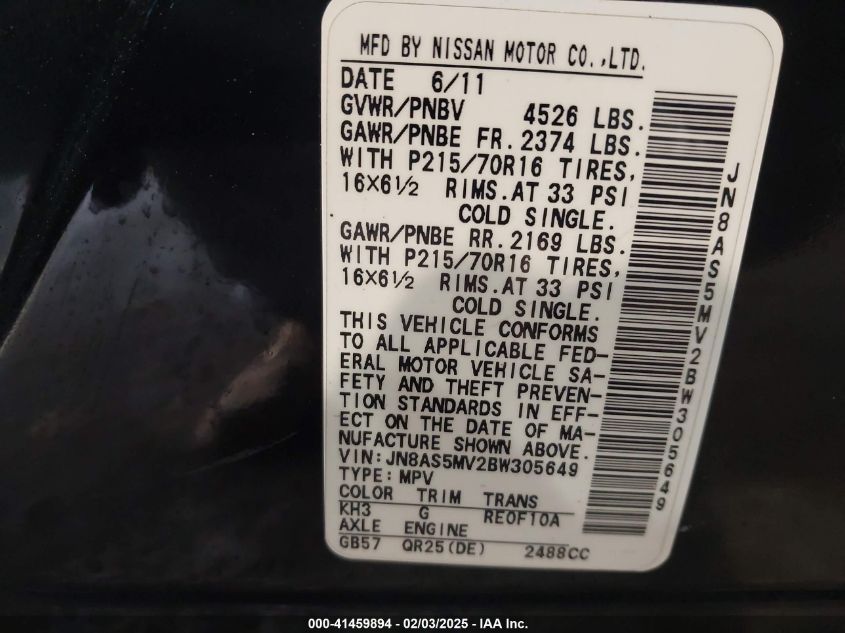 MFD BY NISSAN MOTOR CO.,LTD.
DATE 6/11
GVWR/PNBV 4526 LBS.
GAWR/PNBE FR. 2374 LBS.
WITH P215/70R16 TIRES,
16X6½ RIMS.AT 33 PSI
COLD SINGLE.
GAWR/PNBE RR. 2169 LBS.
WITH P215/70R16 TIRES,
16X6½ RIMS.AT 33 PSI
COLD SINGLE.
THIS VEHICLE CONFORMS
TO ALL APPLICABLE FED-
ERAL MOTOR VEHICLE SA-
FETY AND THEFT PREVEN-
TION STANDARDS IN EFF-
ECT ON THE DATE OF MA-
NUFACTURE SHOWN ABOVE.
VIN:JN8AS5MV2BW305649
TYPE:MPV
COLOR TRIM TRANS
KH3 G RE0F10A
AXLE ENGINE
GB57 QR25(DE) 2488CC
JN8AS5MV2BW305649
000-41459894 - 02/03/2025 - IAA Inc.